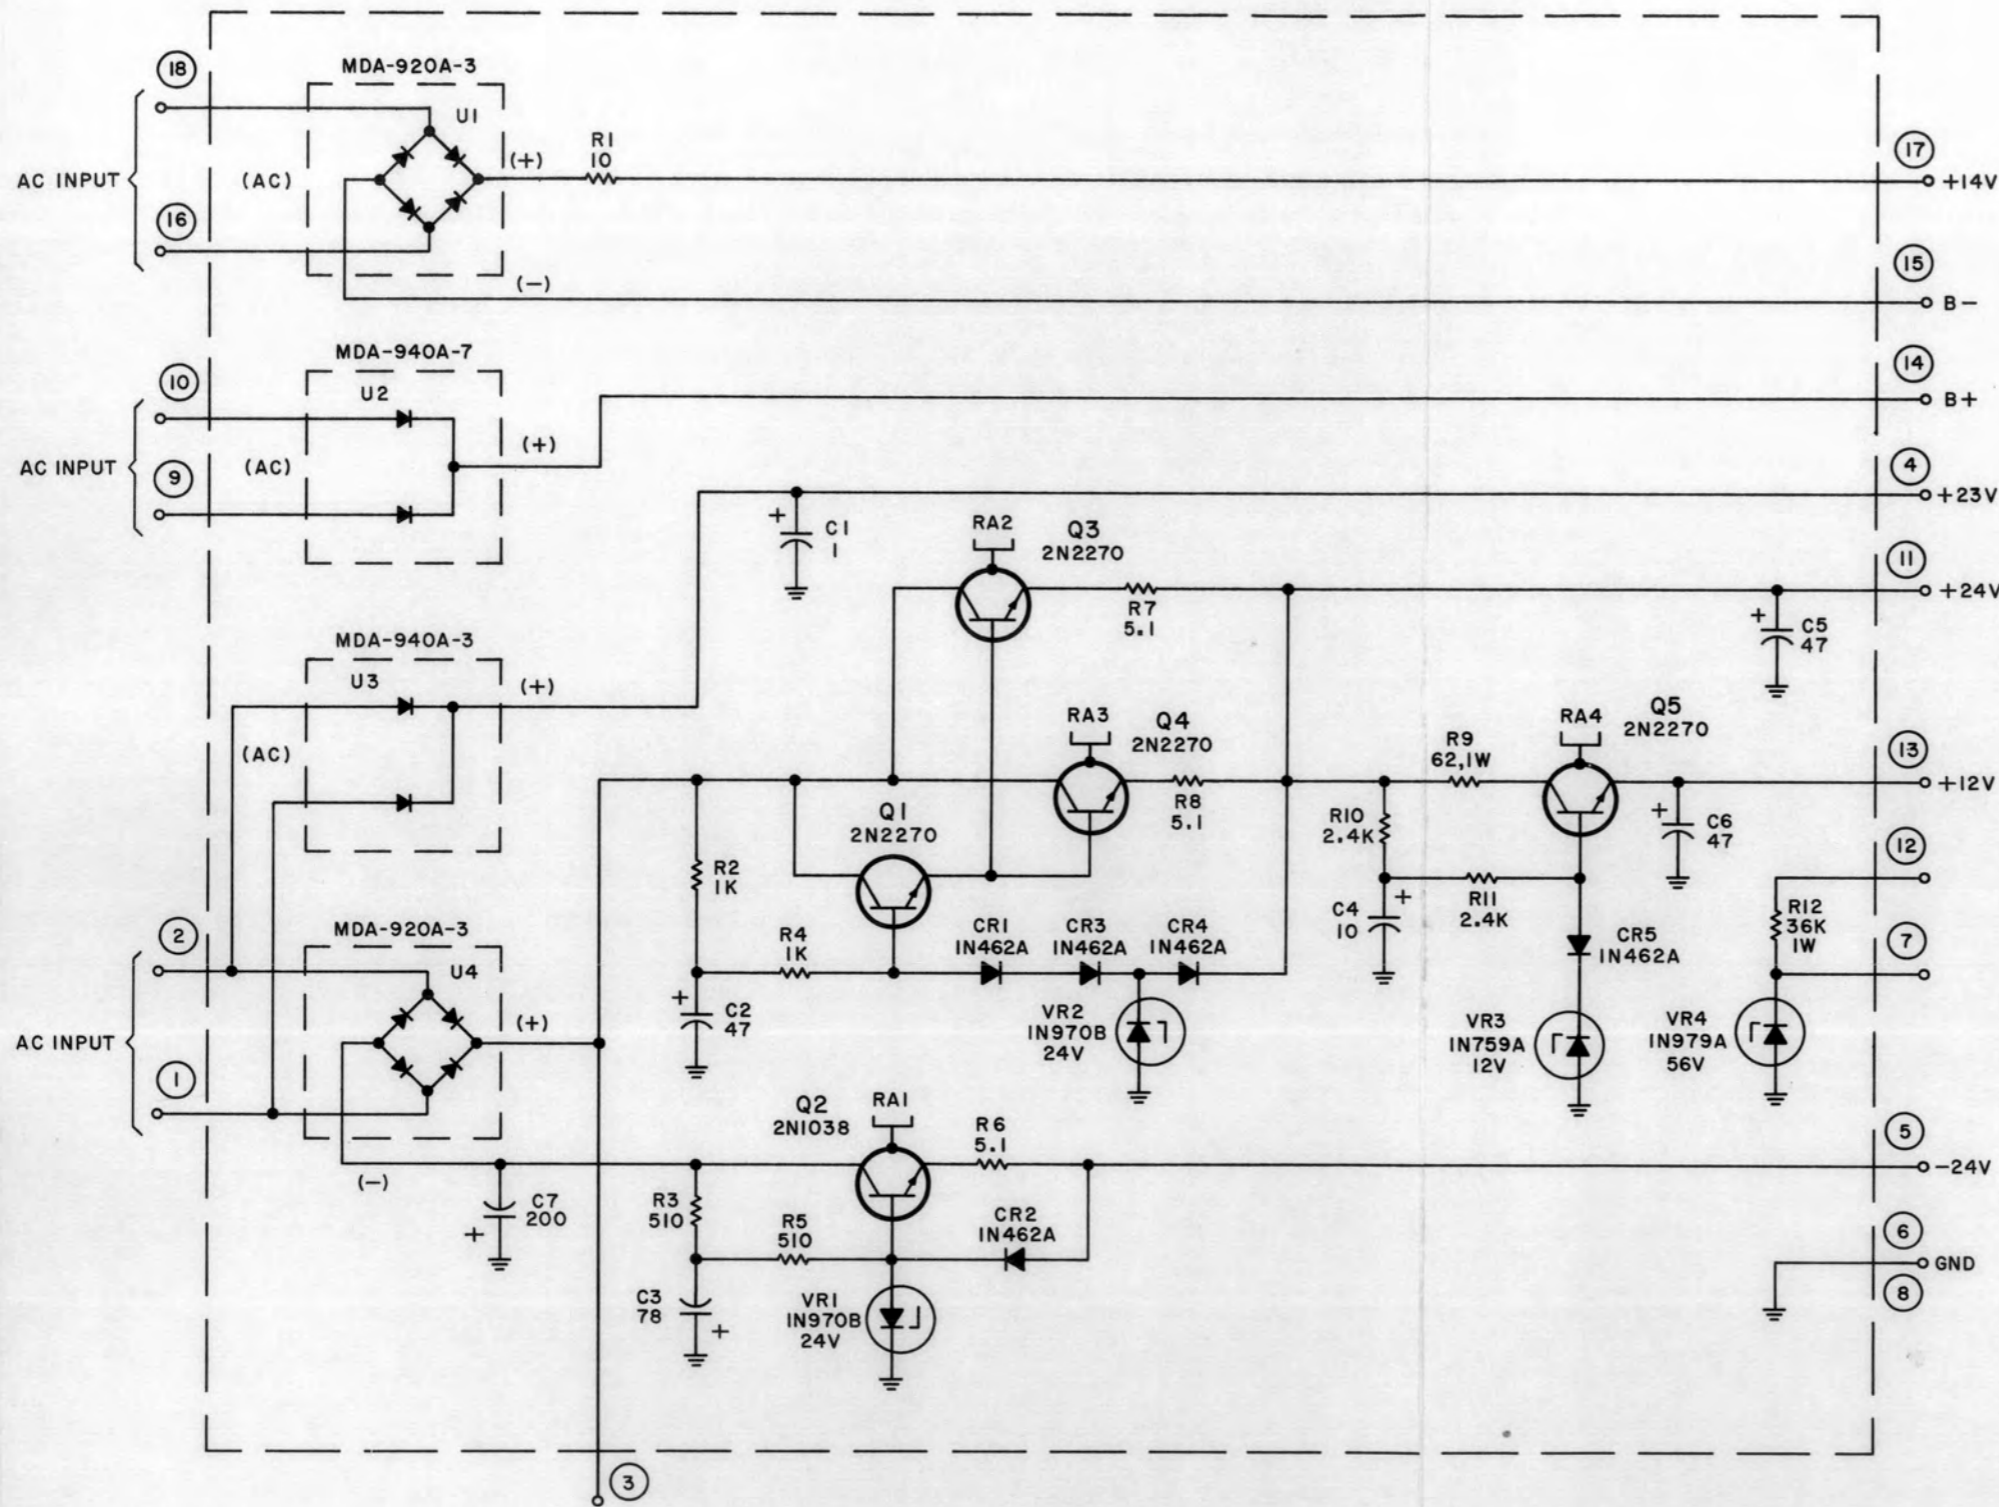 MDA-920A-3
18
U1
AC INPUT
(AC)
(+)
R1
10
16
(-)
17
+14V
15
B-
MDA-940A-7
10
U2
AC INPUT
(AC)
(+)
9
14
B+
4
+23V
+
C1
1
RA2
Q3
2N2270
R7
5.1
11
+24V
+
C5
47
MDA-940A-3
U3
(+)
(AC)
RA3
Q4
2N2270
R8
5.1
R9
62,1W
RA4
Q5
2N2270
13
+12V
+
C6
47
Q1
2N2270
R2
1K
R4
1K
R10
2.4K
C4
10
+
R11
2.4K
12
R12
36K
1W
7
MDA-920A-3
2
U4
AC INPUT
(+)
1
(-)
CR1
1N462A
CR3
1N462A
CR4
1N462A
CR5
1N462A
+
C2
47
VR2
1N970B
24V
VR3
1N759A
12V
VR4
1N979A
56V
Q2
2N1038
RA1
R6
5.1
5
-24V
C7
200
+
R3
510
R5
510
CR2
1N462A
C3
78
+
VR1
1N970B
24V
6
GND
8
3